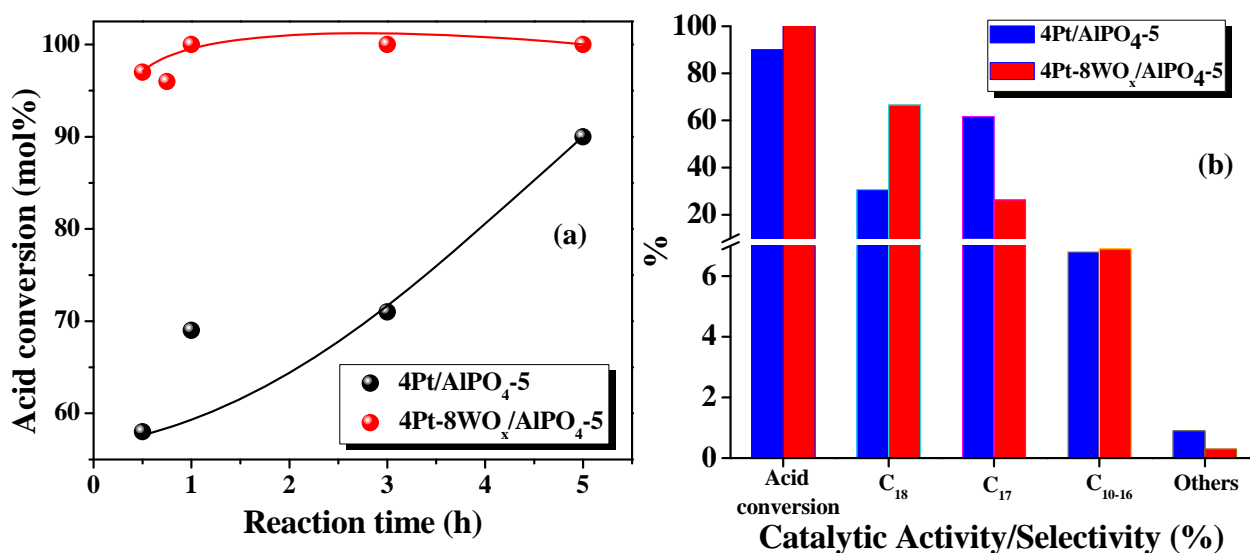 Acid conversion (mol%)
100
90
80
70
60
0
1
3
5
Reaction time (h)
(a)
4Pt/AlPO₄-5
4Pt-8WOₓ/AlPO₄-5
%
100
80
60
40
20
6
4
2
0
4Pt/AlPO₄-5
4Pt-8WOₓ/AlPO₄-5
(b)
Acid
conversion
C₁₈
C₁₇
C₁₀₋₁₆
Others
Catalytic Activity/Selectivity (%)